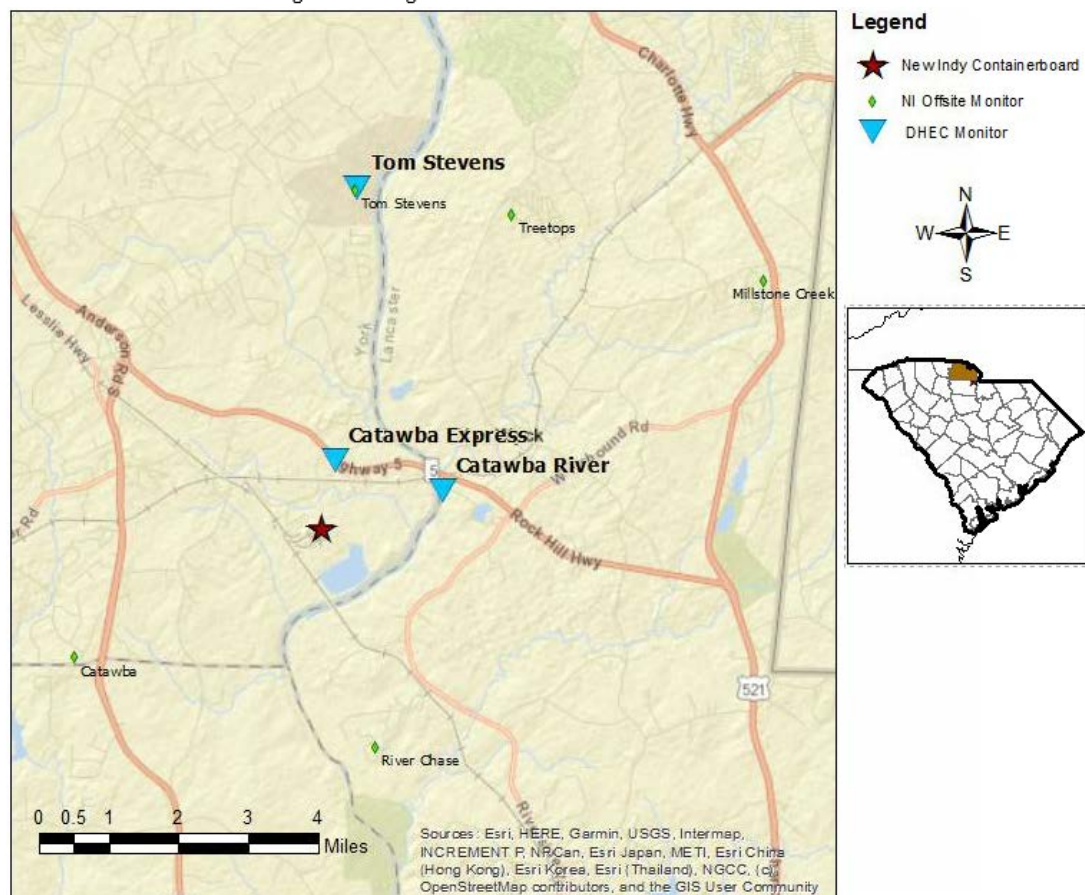 Legend
New Indy Containerboard
NI Offsite Monitor
DHEC Monitor
N
W E
S
Charlotte Hwy
Tom Stevens
Tom Stevens
Treetops
Millstone Creek
Lesslie Hwy
Anderson Rd S
York
Lancaster
Catawba Express
Highway 5
5
Catawba River
Rock Hill Hwy
Catawba
521
River Chase
0 0.5 1 2 3 4
Miles
Sources: Esri, HERE, Garmin, USGS, Intermap,
INCREMENT P, NRCan, Esri Japan, METI, Esri China
(Hong Kong), Esri Korea, Esri (Thailand), NGCC, (c)
OpenStreetMap contributors, and the GIS User Community